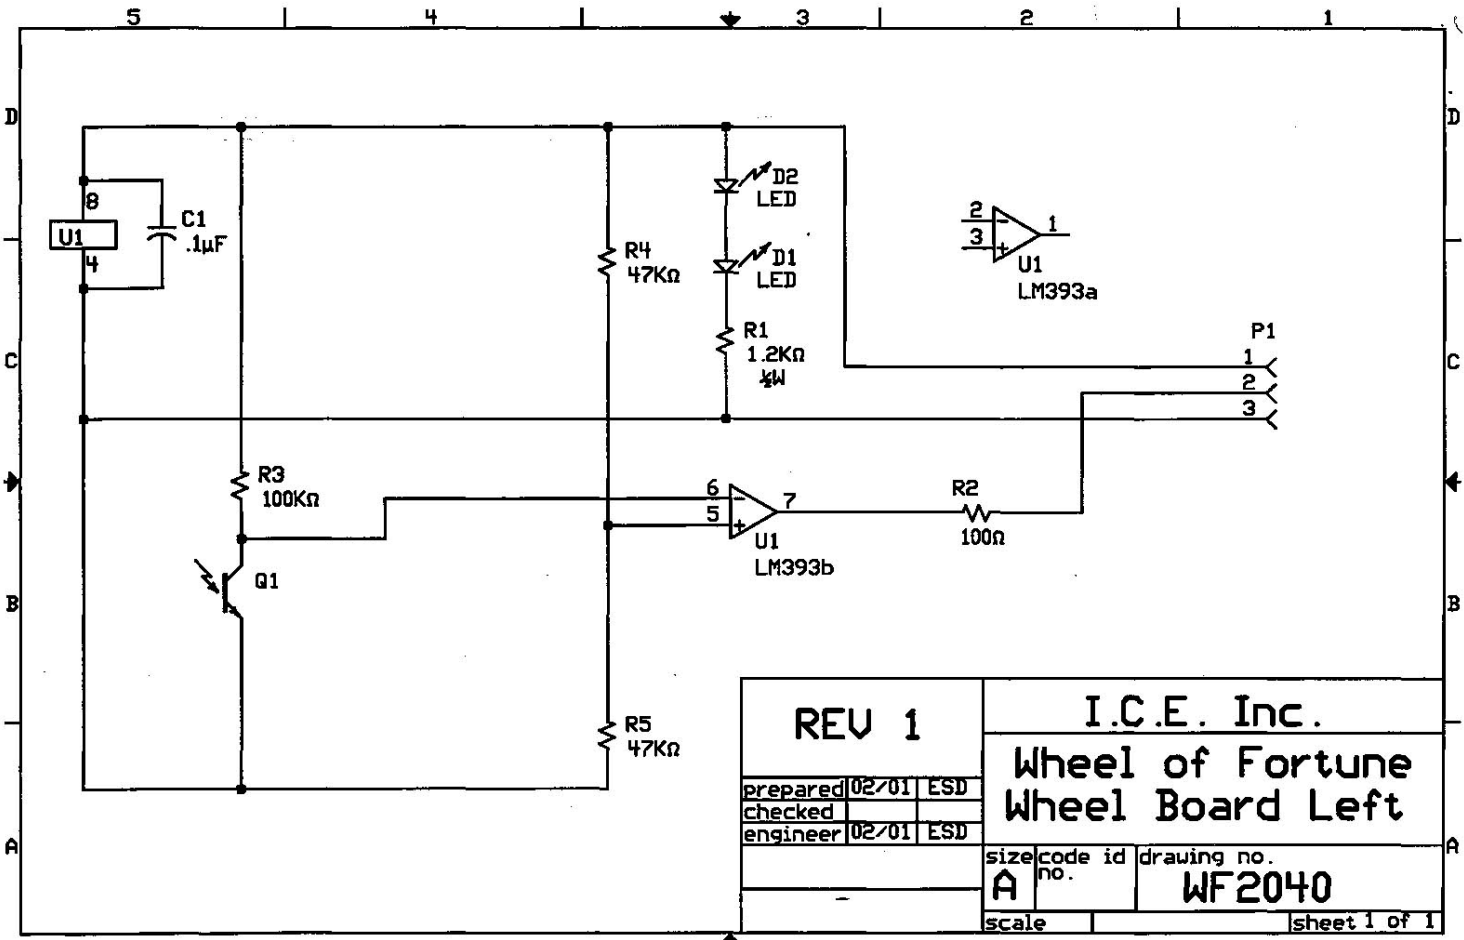 5 4 3 2 1
D D
8
U1
4
C1
.1µF
R4
47KΩ
D2
LED
D1
LED
R1
1.2KΩ
½W
2
3
1
U1
LM393a
P1
1
2
3
C C
R3
100KΩ
6
5
7
U1
LM393b
R2
100Ω
Q1
B B
R5
47KΩ
A A
REV 1
prepared 02/01 ESD
checked
engineer 02/01 ESD
I.C.E. Inc.
Wheel of Fortune
Wheel Board Left
size code id drawing no.
no.
A WF2040
scale sheet 1 of 1